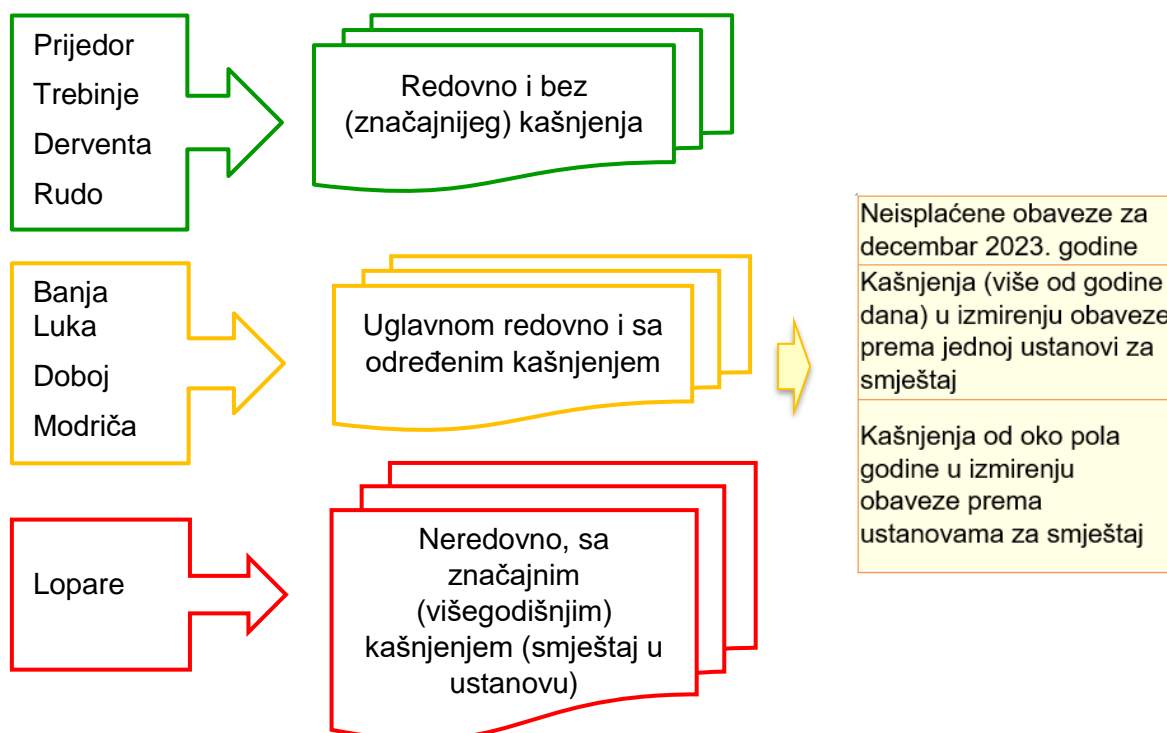 Prijedor
Trebinje
Derventa
Rudo
Redovno i bez
(značajnijeg) kašnjenja
Banja
Luka
Doboj
Modriča
Uglavnom redovno i sa
određenim kašnjenjem
Neisplaćene obaveze za
decembar 2023. godine
Kašnjenja (više od godine
dana) u izmirenju obaveze
prema jednoj ustanovi za
smještaj
Kašnjenja od oko pola
godine u izmirenju
obaveze prema
ustanovama za smještaj
Lopare
Neredovno, sa
značajnim
(višegodišnjim)
kašnjenjem (smještaj u
ustanovu)